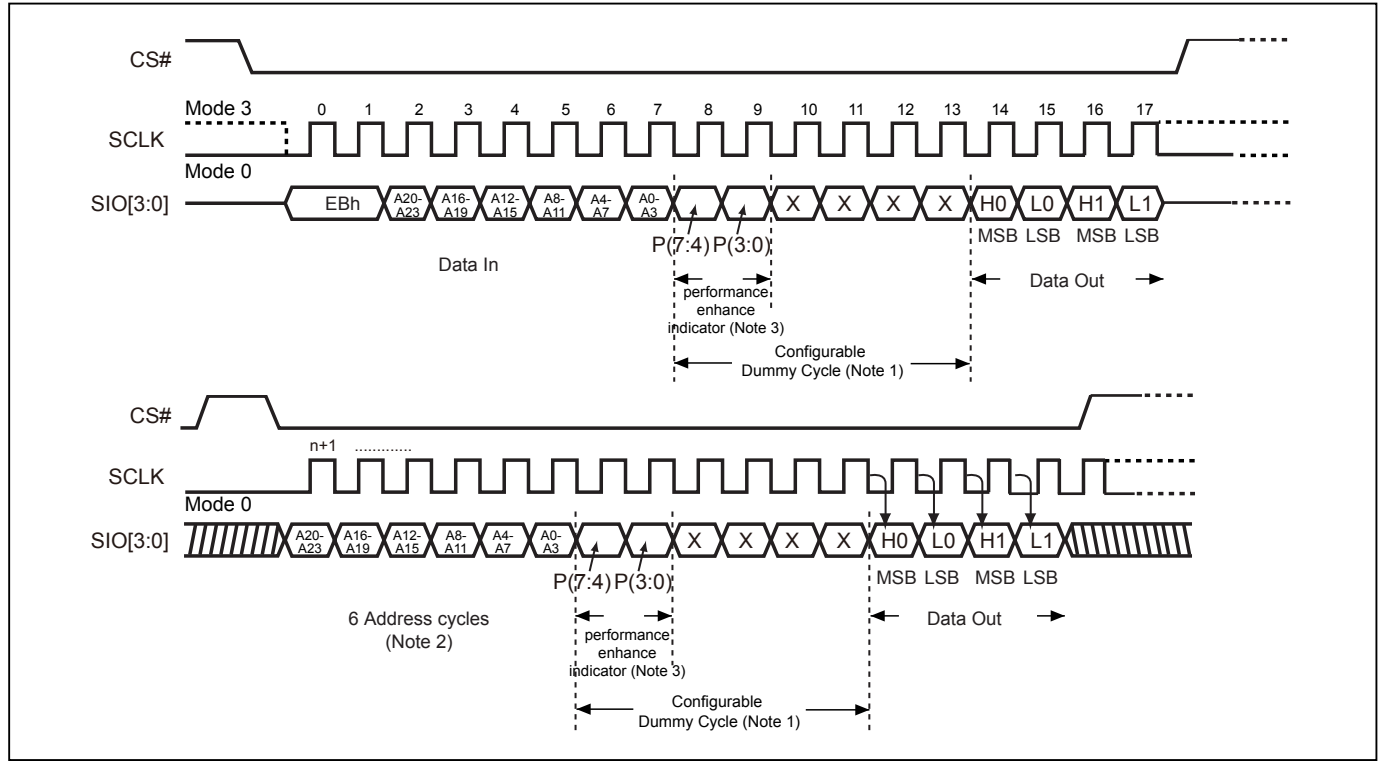 CS#
Mode 3
0 1 2 3 4 5 6 7 8 9 10 11 12 13 14 15 16 17
SCLK
Mode 0
SIO[3:0]
EBh
A20-A23
A16-A19
A12-A15
A8-A11
A4-A7
A0-A3
X X X X H0 L0 H1 L1
P(7:4) P(3:0)
MSB LSB MSB LSB
Data In
Data Out
performance
enhance
indicator (Note 3)
Configurable
Dummy Cycle (Note 1)
CS#
n+1 .............
SCLK
Mode 0
SIO[3:0]
A20-A23
A16-A19
A12-A15
A8-A11
A4-A7
A0-A3
X X X X H0 L0 H1 L1
P(7:4) P(3:0)
MSB LSB MSB LSB
6 Address cycles
(Note 2)
Data Out
performance
enhance
indicator (Note 3)
Configurable
Dummy Cycle (Note 1)